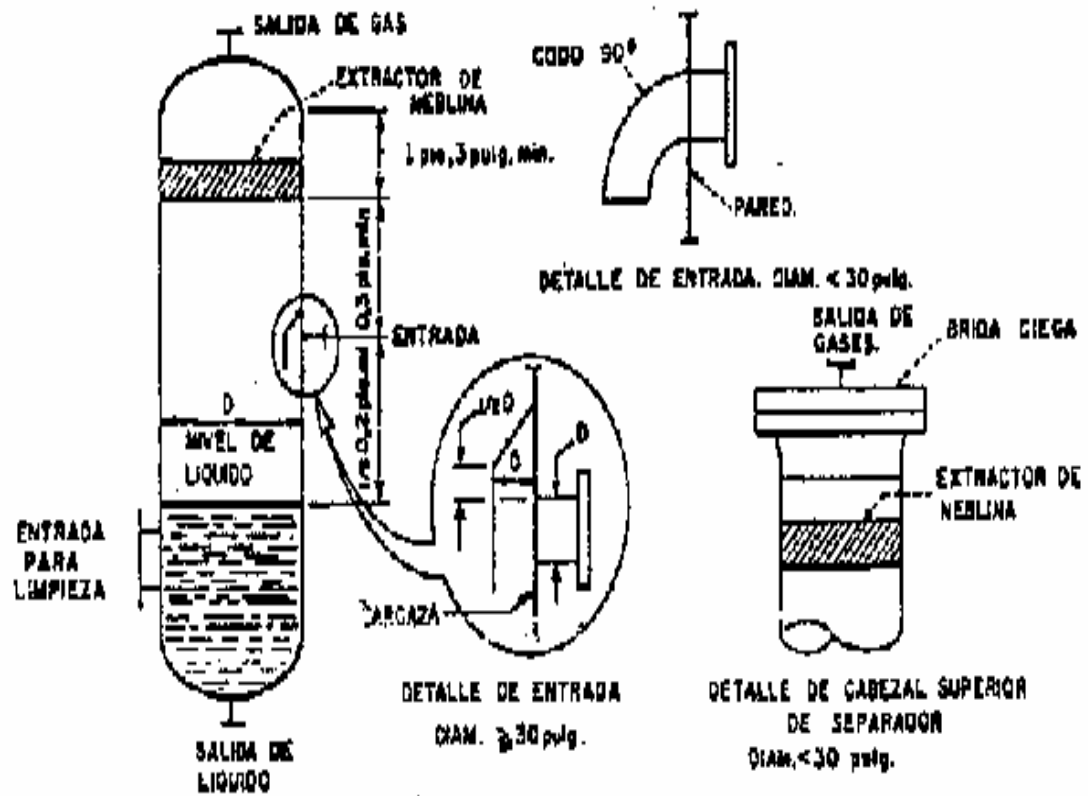 SALIDA DE GAS
EXTRACTOR DE
NEBLINA
1 pie, 3 pulg. min.
CODO 90°
PARED.
DETALLE DE ENTRADA. DIAM. < 30 pulg.
ENTRADA
D
NIVEL DE
LIQUIDO
ENTRADA
PARA
LIMPIEZA
SALIDA DE
LIQUIDO
1/2 D
D
D
CARCAZA
DETALLE DE ENTRADA
DIAM. ≥ 30 pulg.
SALIDA DE
GASES.
BRIDA CIEGA
EXTRACTOR DE
NEBLINA
DETALLE DE CABEZAL SUPERIOR
DE SEPARADOR
DIAM. < 30 pulg.